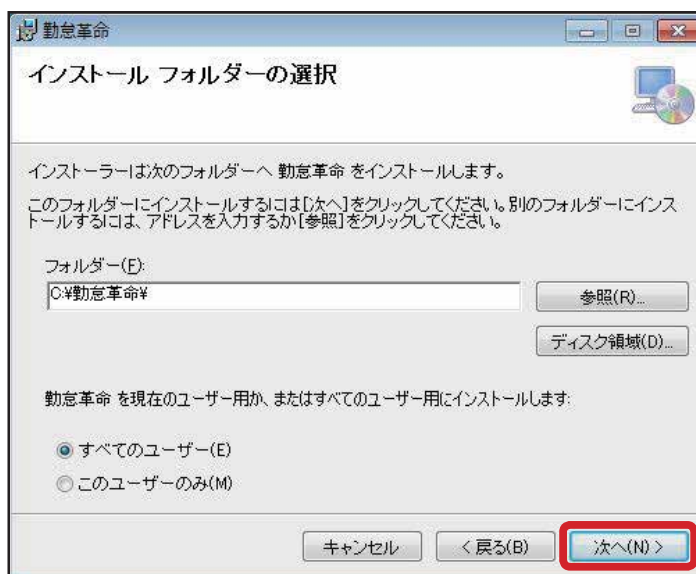 勤怠革命
インストール フォルダーの選択
インストーラーは次のフォルダーへ 勤怠革命 をインストールします。
このフォルダーにインストールするには[次へ]をクリックしてください。別のフォルダーにインス
トールするには、アドレスを入力するか[参照]をクリックしてください。
フォルダー(F):
C:¥勤怠革命¥
参照(R)...
ディスク領域(D)...
勤怠革命 を現在のユーザー用か、またはすべてのユーザー用にインストールします:
すべてのユーザー(E)
このユーザーのみ(M)
キャンセル
< 戻る(B)
次へ(N) >